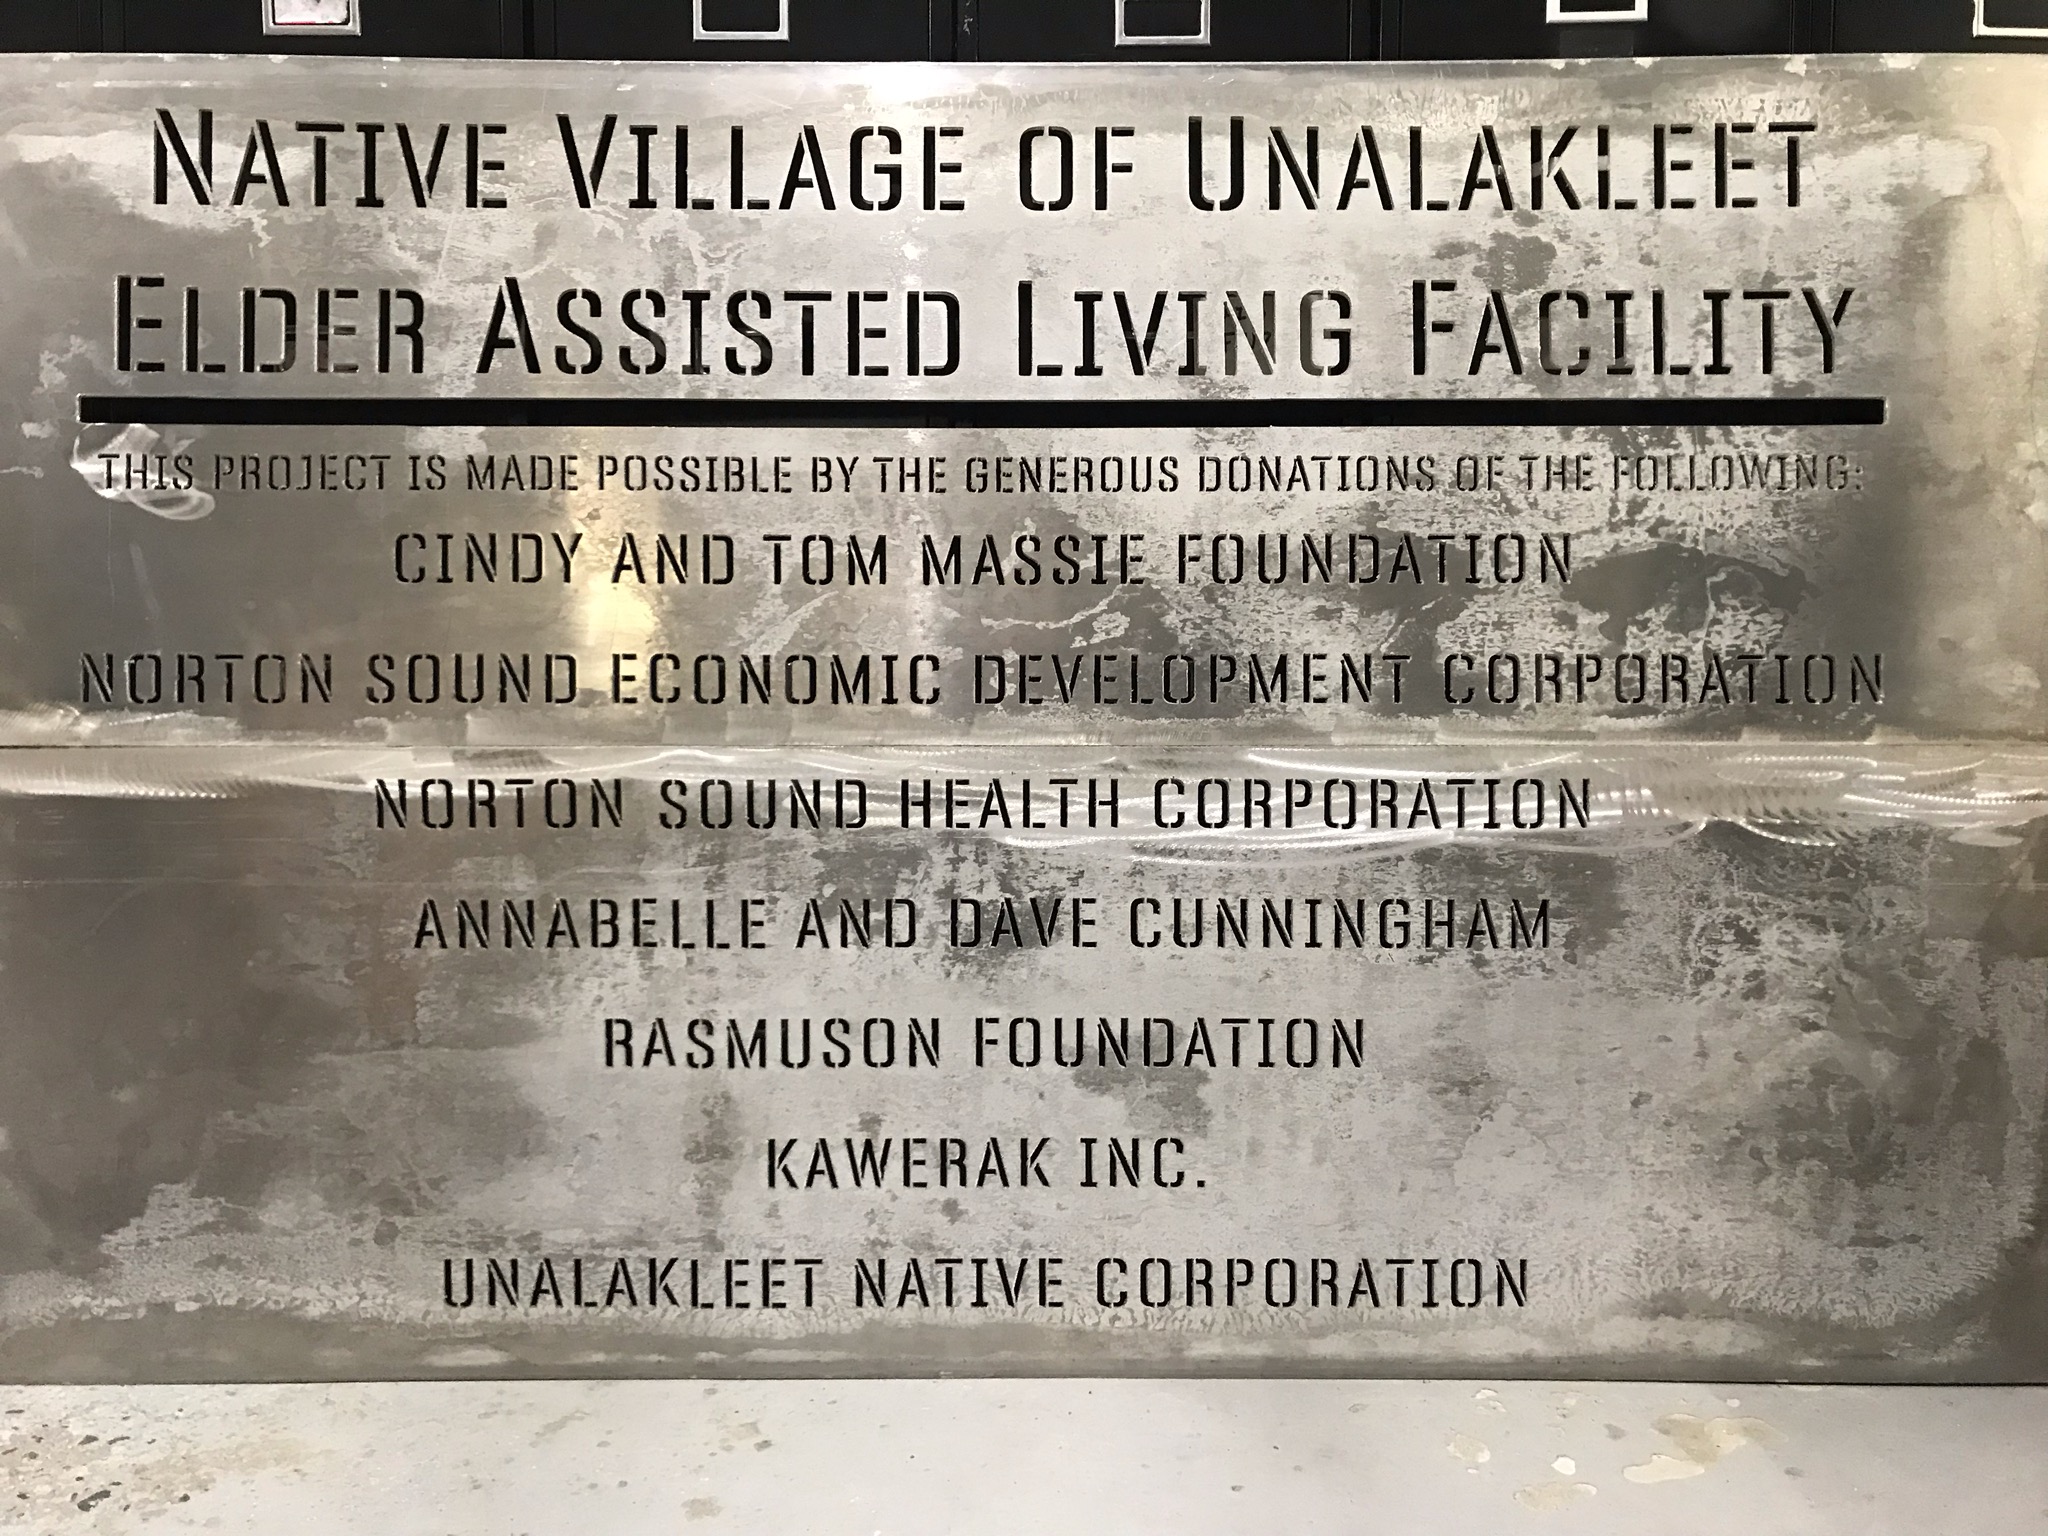 NATIVE VILLAGE OF UNALAKLEET
ELDER ASSISTED LIVING FACILITY
THIS PROJECT IS MADE POSSIBLE BY THE GENEROUS DONATIONS OF THE FOLLOWING:
CINDY AND TOM MASSIE FOUNDATION
NORTON SOUND ECONOMIC DEVELOPMENT CORPORATION
NORTON SOUND HEALTH CORPORATION
ANNABELLE AND DAVE CUNNINGHAM
RASMUSON FOUNDATION
KAWERAK INC.
UNALAKLEET NATIVE CORPORATION